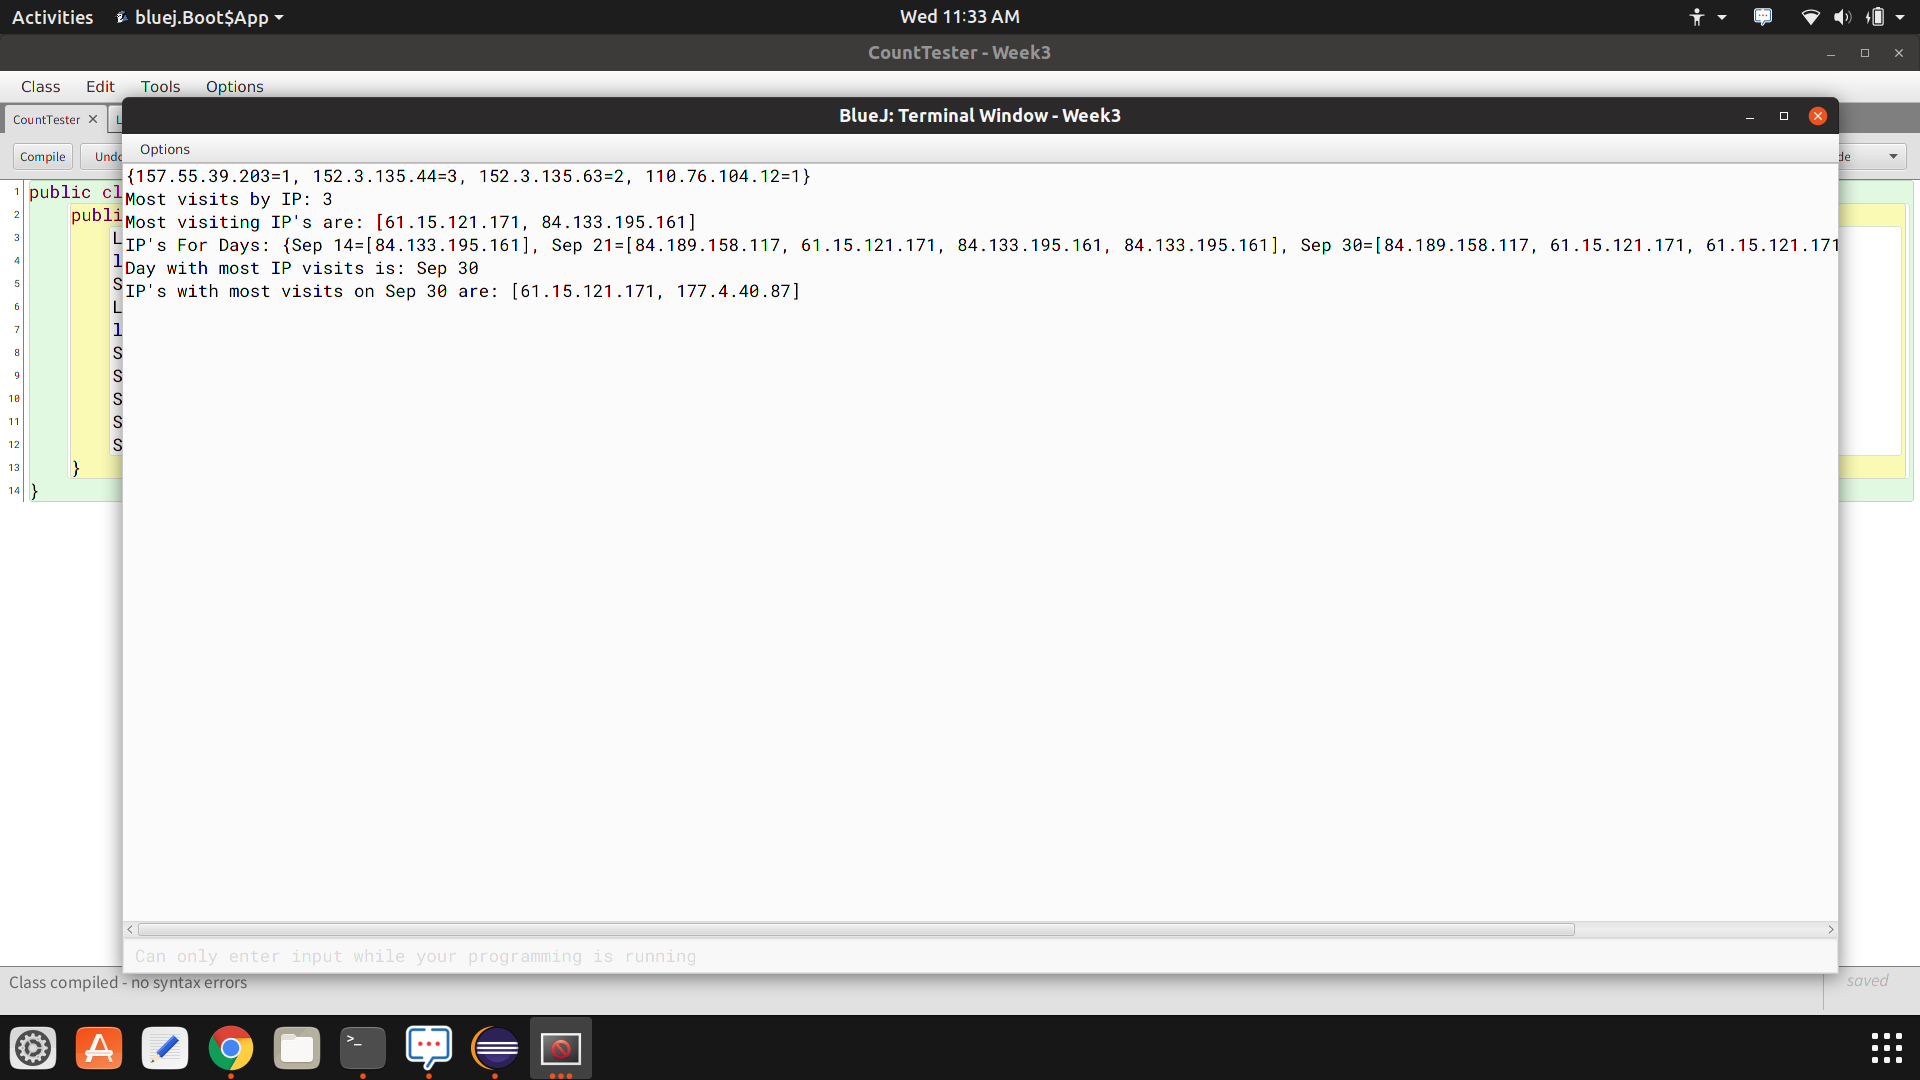 Activities bluej.Boot$App Wed 11:33 AM
CountTester - Week3
Class Edit Tools Options
BlueJ: Terminal Window - Week3
CountTester
Compile Undo
Options
{157.55.39.203=1, 152.3.135.44=3, 152.3.135.63=2, 110.76.104.12=1}
Most visits by IP: 3
Most visiting IP's are: [61.15.121.171, 84.133.195.161]
IP's For Days: {Sep 14=[84.133.195.161], Sep 21=[84.189.158.117, 61.15.121.171, 84.133.195.161, 84.133.195.161], Sep 30=[84.189.158.117, 61.15.121.171, 61.15.121.171
Day with most IP visits is: Sep 30
IP's with most visits on Sep 30 are: [61.15.121.171, 177.4.40.87]
1 public cl
2 publi
3 L
4 l
5 S
6 L
7 l
8 S
9 S
10 S
11 S
12 S
13 }
14 }
Can only enter input while your programming is running
Class compiled - no syntax errors
saved